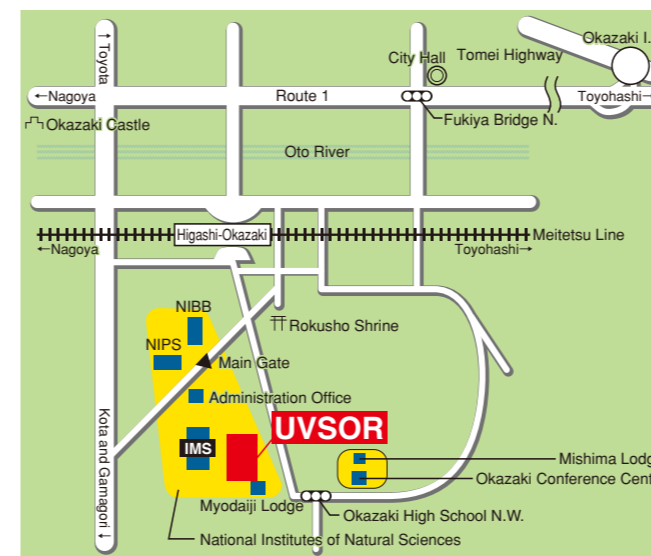 Okazaki I.
City Hall
Tomei Highway
↑ Toyota
←Nagoya
Route 1
Toyohashi→
Okazaki Castle
Fukiya Bridge N.
Oto River
Higashi-Okazaki
Meitetsu Line
←Nagoya
Toyohashi→
NIBB
Rokusho Shrine
NIPS
Main Gate
Administration Office
UVSOR
IMS
Kota and Gamagori ↓
Mishima Lodg
Okazaki Conference Cent
Myodaiji Lodge
Okazaki High School N.W.
National Institutes of Natural Sciences